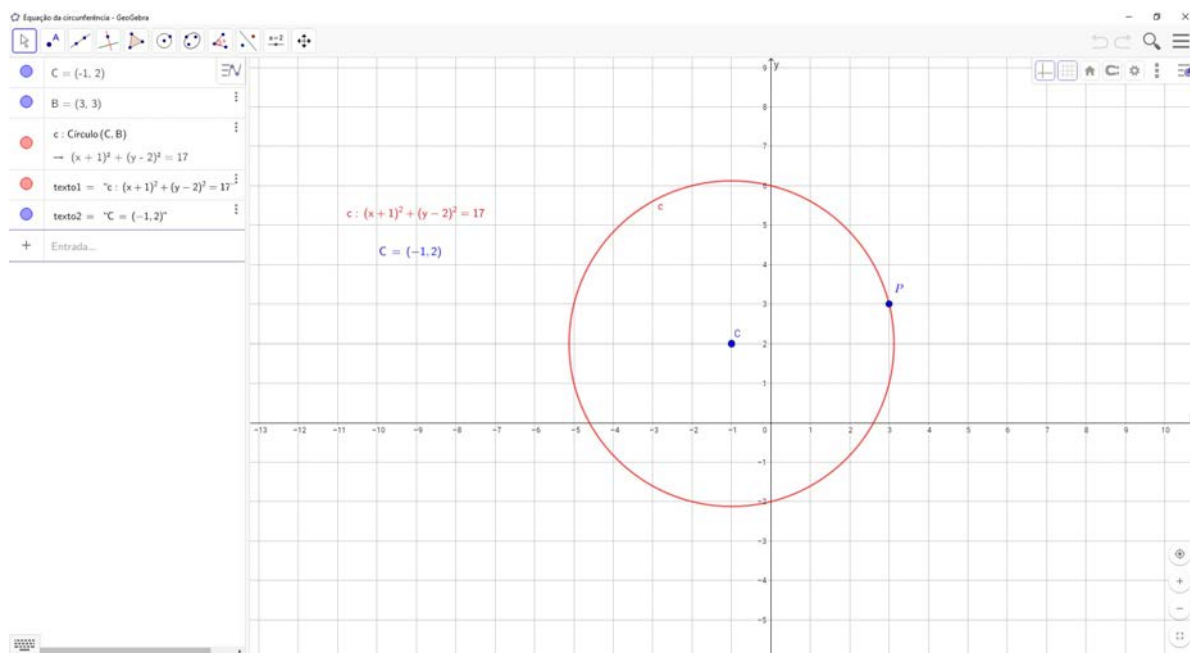 Equação da circunferência - GeoGebra
A
x=2
C = (-1, 2)
B = (3, 3)
c : Círculo (C, B)
→ (x + 1)² + (y - 2)² = 17
texto1 = "c : (x + 1)² + (y − 2)² = 17"
texto2 = "C = (−1, 2)"
+ Entrada...
y
9
8
7
6
5
4
3
2
1
0
−1
−2
−3
−4
−5
c : (x + 1)² + (y − 2)² = 17
C = (−1, 2)
c
P
C
−13 −12 −11 −10 −9 −8 −7 −6 −5 −4 −3 −2 −1 0 1 2 3 4 5 6 7 8 9 10